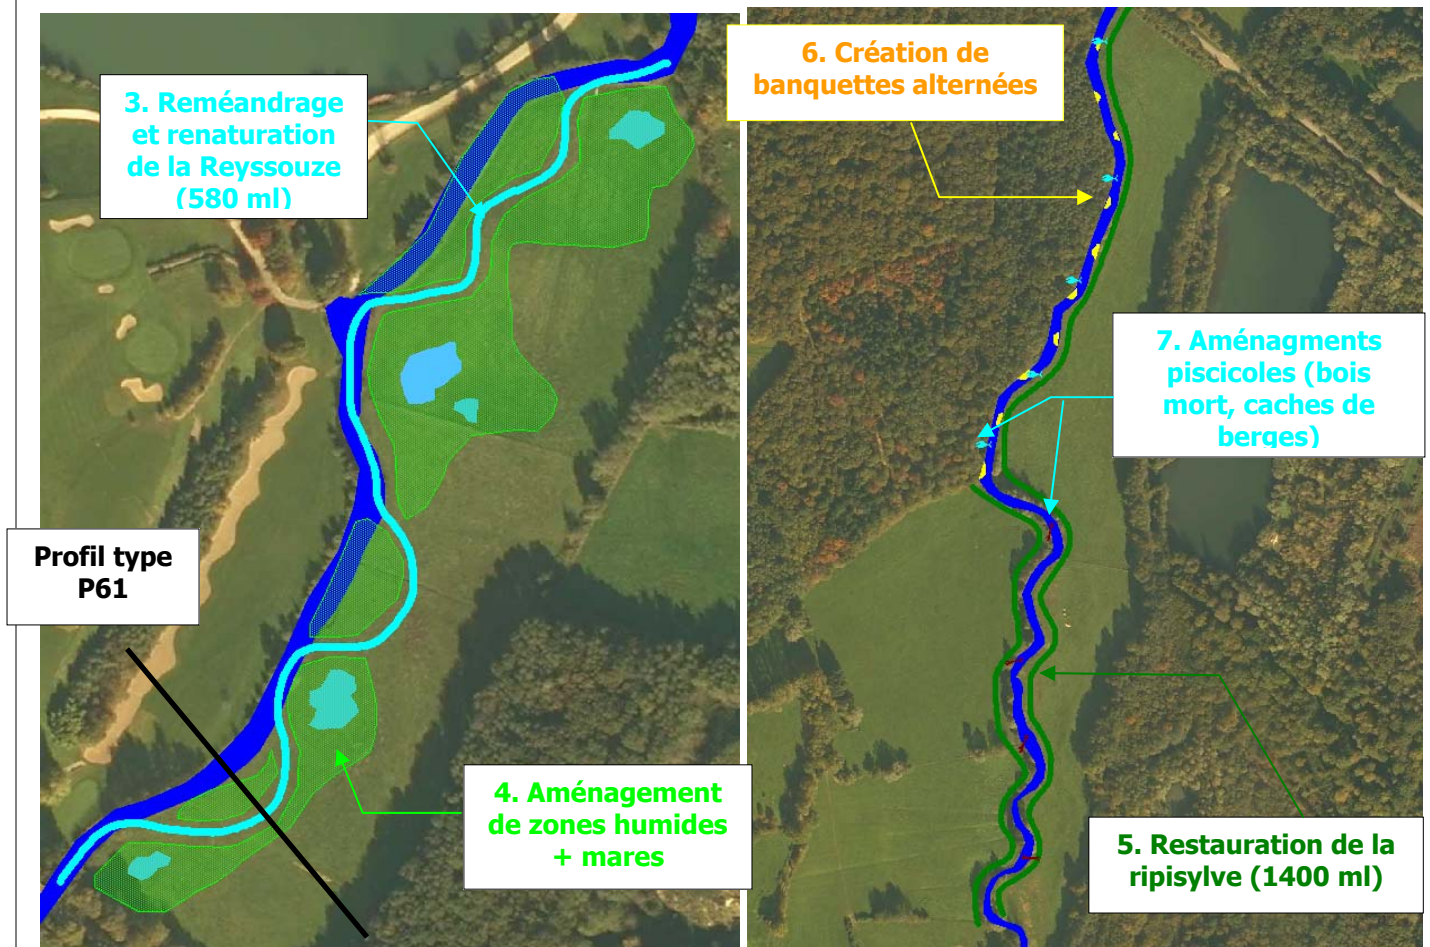 3. Reméandrage
et renaturation
de la Reyssouze
(580 ml)
6. Création de
banquettes alternées
7. Aménagments
piscicoles (bois
mort, caches de
berges)
Profil type
P61
4. Aménagement
de zones humides
+ mares
5. Restauration de la
ripisylve (1400 ml)